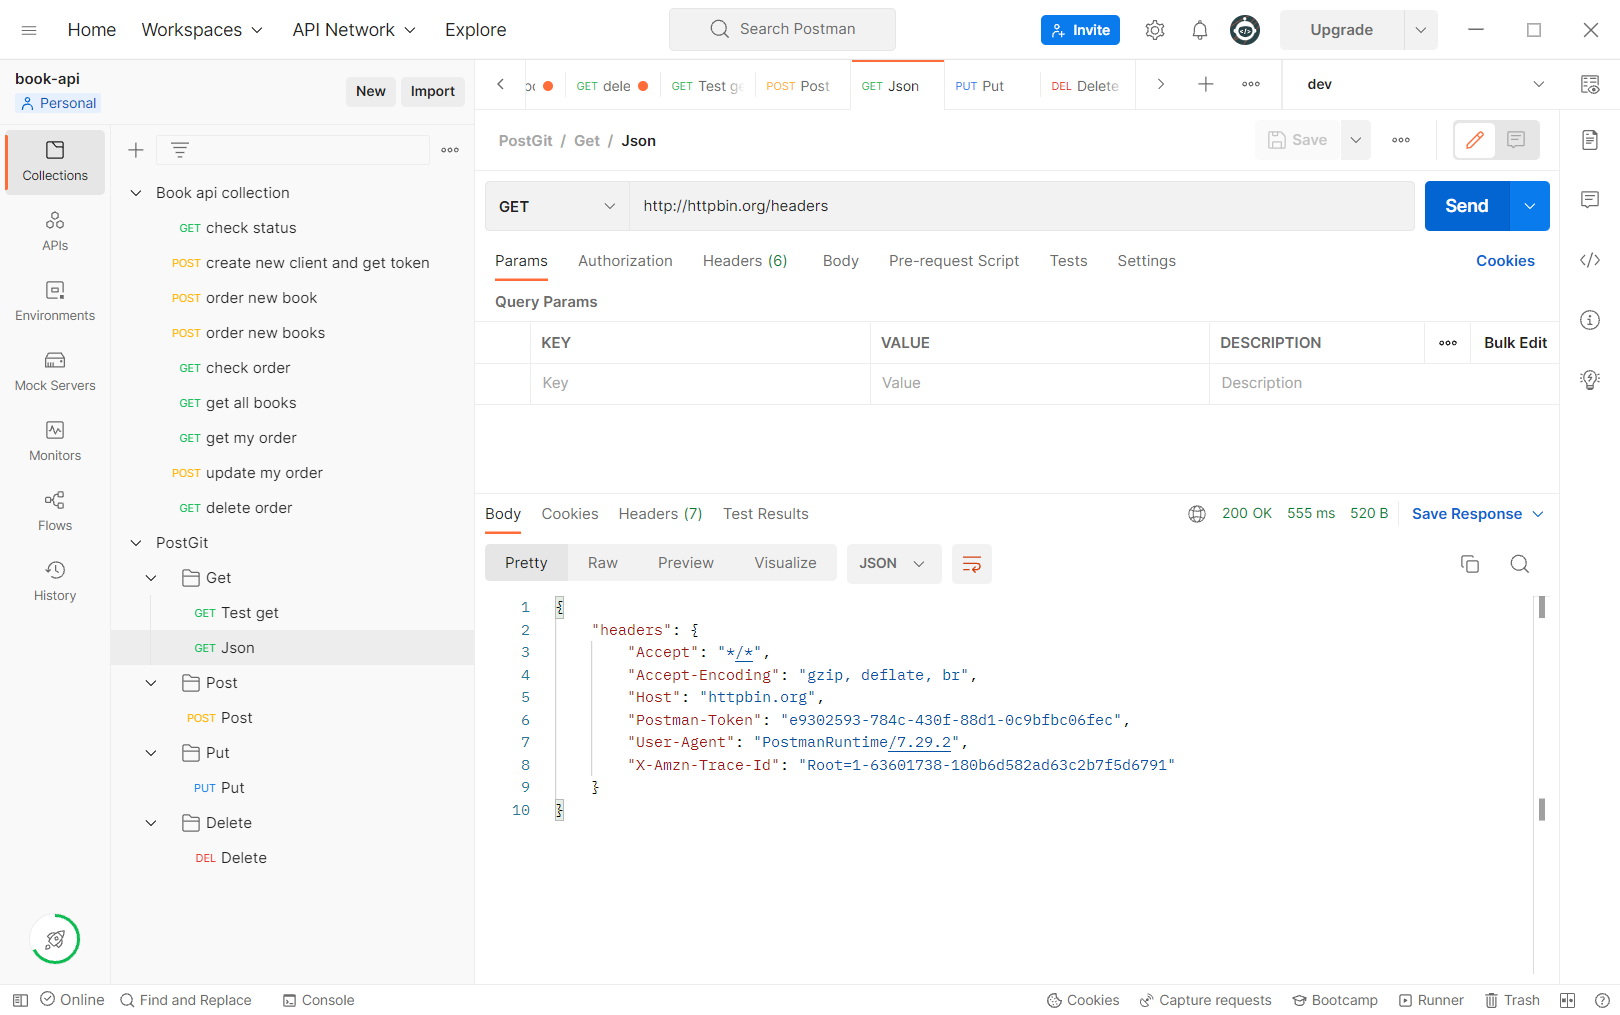 Home Workspaces API Network Explore Search Postman Invite Upgrade
book-api
Personal
New Import
GET dele GET Test ge POST Post GET Json PUT Put DEL Delete dev
PostGit / Get / Json Save
Collections
APIs
Environments
Mock Servers
Monitors
Flows
History
Book api collection
GET check status
POST create new client and get token
POST order new book
POST order new books
GET check order
GET get all books
GET get my order
POST update my order
GET delete order
PostGit
Get
GET Test get
GET Json
Post
POST Post
Put
PUT Put
Delete
DEL Delete
GET http://httpbin.org/headers Send
Params Authorization Headers (6) Body Pre-request Script Tests Settings Cookies
Query Params
KEY VALUE DESCRIPTION Bulk Edit
Key Value Description
Body Cookies Headers (7) Test Results 200 OK 555 ms 520 B Save Response
Pretty Raw Preview Visualize JSON
1 {
2 "headers": {
3 "Accept": "*/*",
4 "Accept-Encoding": "gzip, deflate, br",
5 "Host": "httpbin.org",
6 "Postman-Token": "e9302593-784c-430f-88d1-0c9bfbc06fec",
7 "User-Agent": "PostmanRuntime/7.29.2",
8 "X-Amzn-Trace-Id": "Root=1-63601738-180b6d582ad63c2b7f5d6791"
9 }
10 }
Online Find and Replace Console Cookies Capture requests Bootcamp Runner Trash